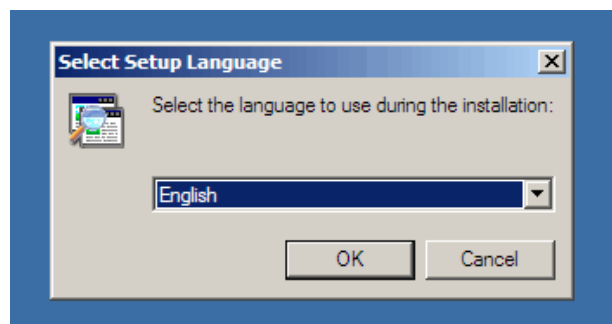 Select Setup Language
Select the language to use during the installation:
English
OK
Cancel